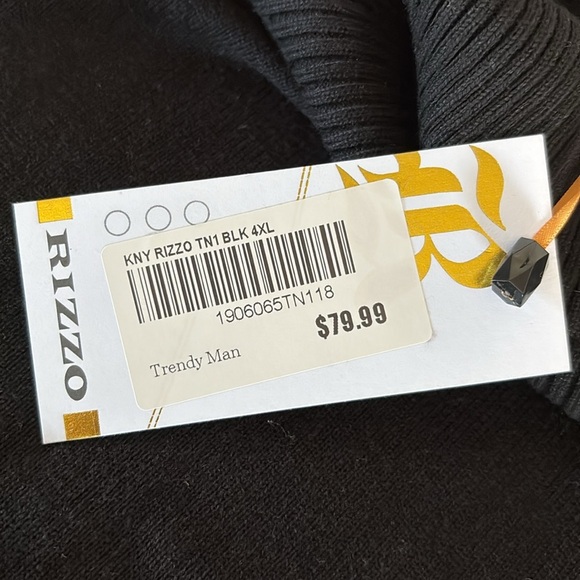 RIZZO
KNY RIZZO TN1 BLK 4XL
1906065TN118
$79.99
Trendy Man
R